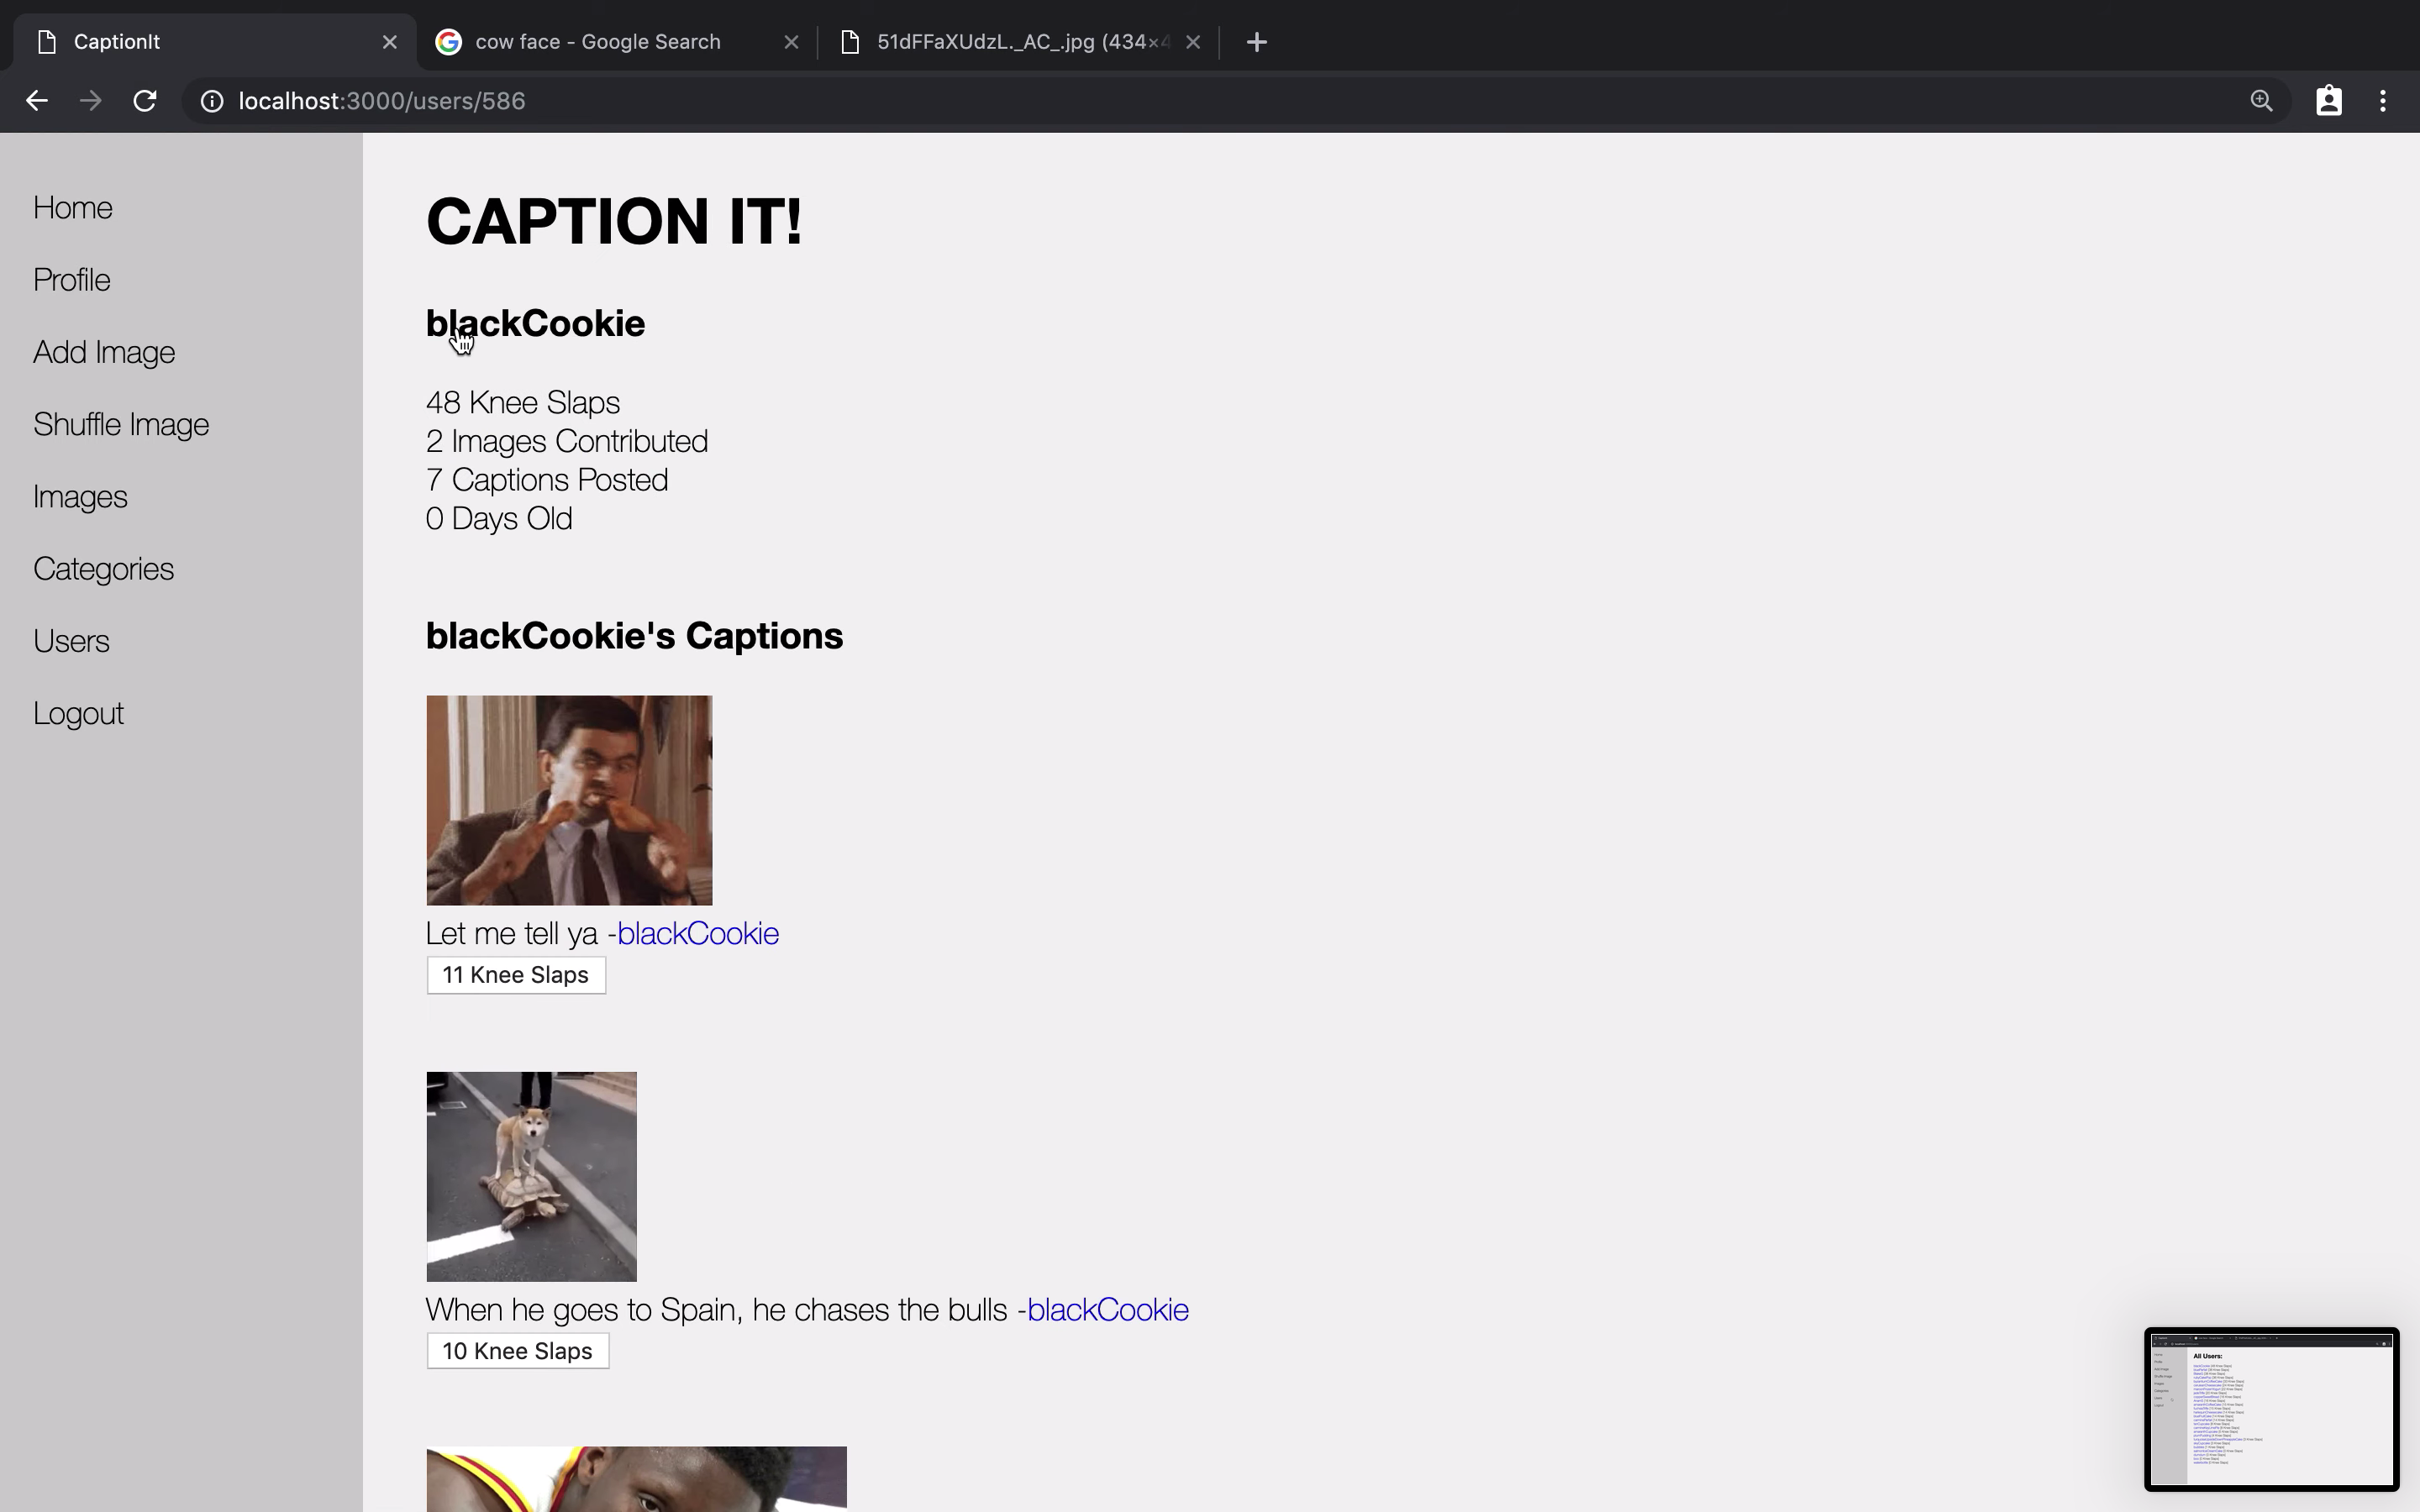 CaptionIt
cow face - Google Search
51dFFaXUdzL._AC_.jpg (434×4
localhost:3000/users/586
Home
Profile
Add Image
Shuffle Image
Images
Categories
Users
Logout
CAPTION IT!
blackCookie
48 Knee Slaps
2 Images Contributed
7 Captions Posted
0 Days Old
blackCookie's Captions
Let me tell ya -blackCookie
11 Knee Slaps
When he goes to Spain, he chases the bulls -blackCookie
10 Knee Slaps
All Users: